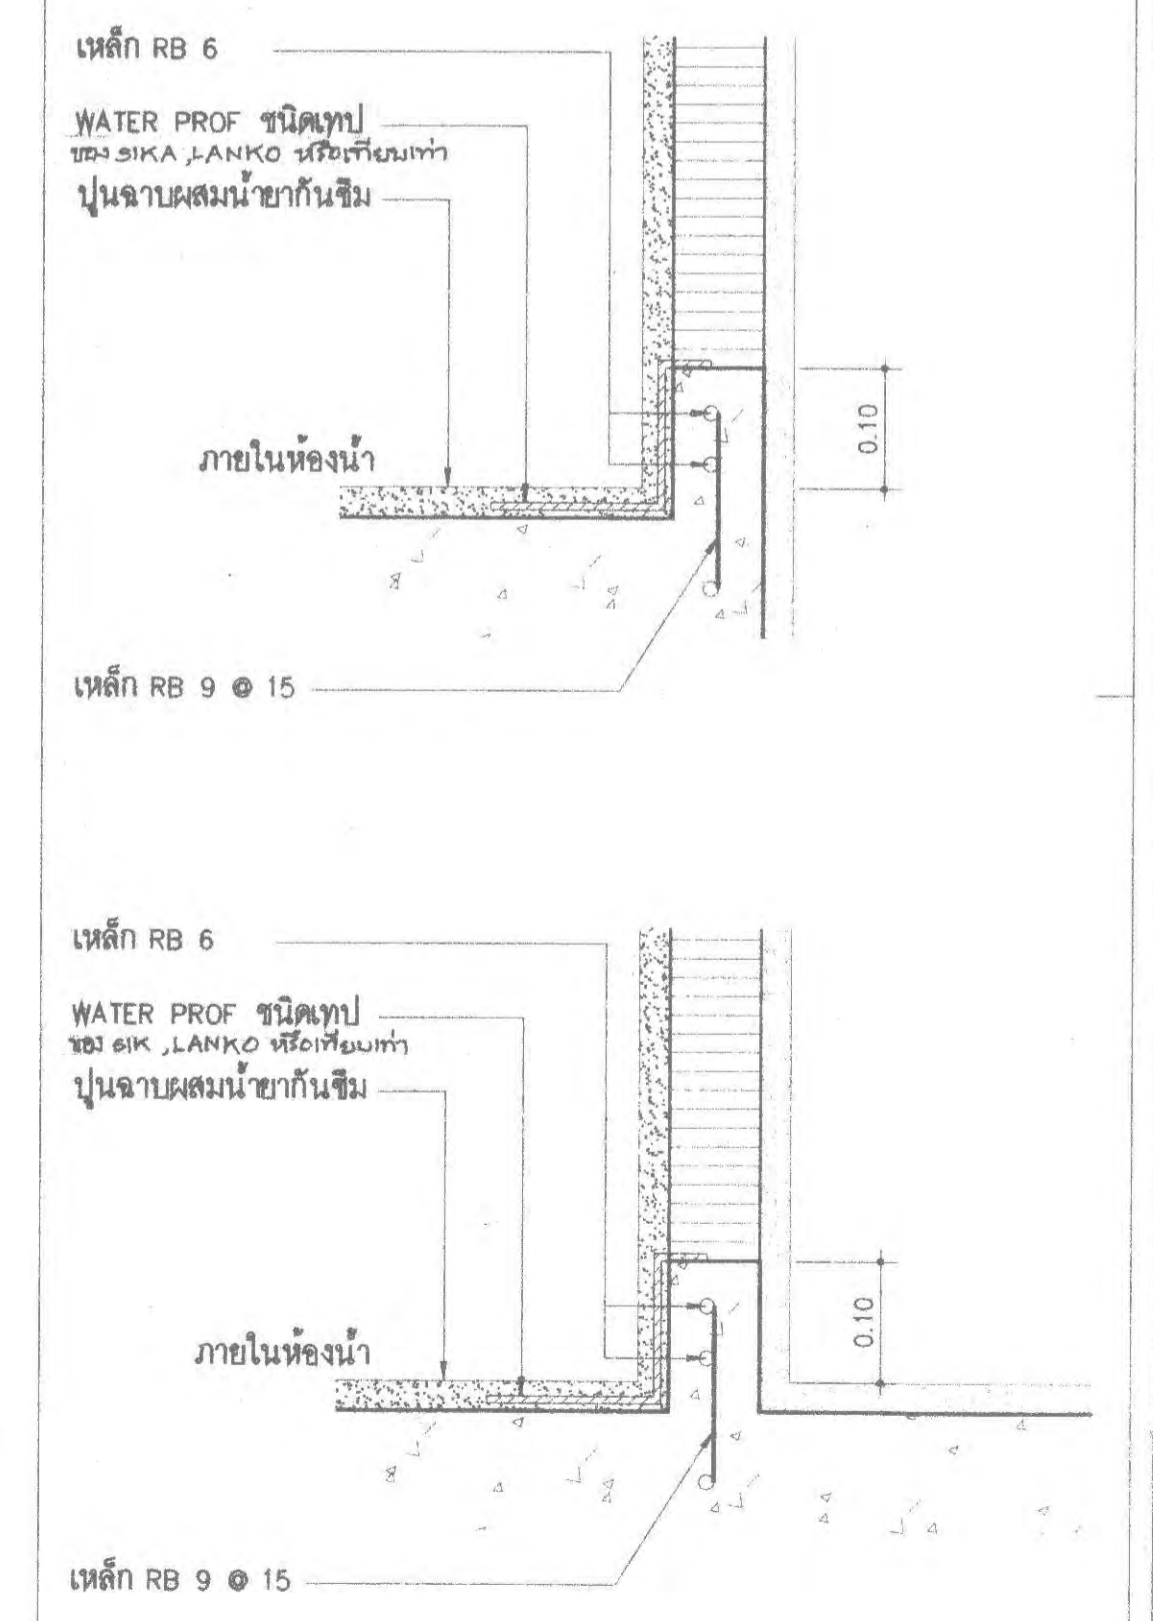 เหล็ก RB 6
WATER PROF ชนิดเทป
ของ SIKA ,LANKO หรือเทียบเท่า
ปูนฉาบผสมน้ำยากันซึม
ภายในห้องน้ำ
0.10
เหล็ก RB 9 @ 15
เหล็ก RB 6
WATER PROF ชนิดเทป
ของ SIK ,LANKO หรือเทียบเท่า
ปูนฉาบผสมน้ำยากันซึม
ภายในห้องน้ำ
0.10
เหล็ก RB 9 @ 15